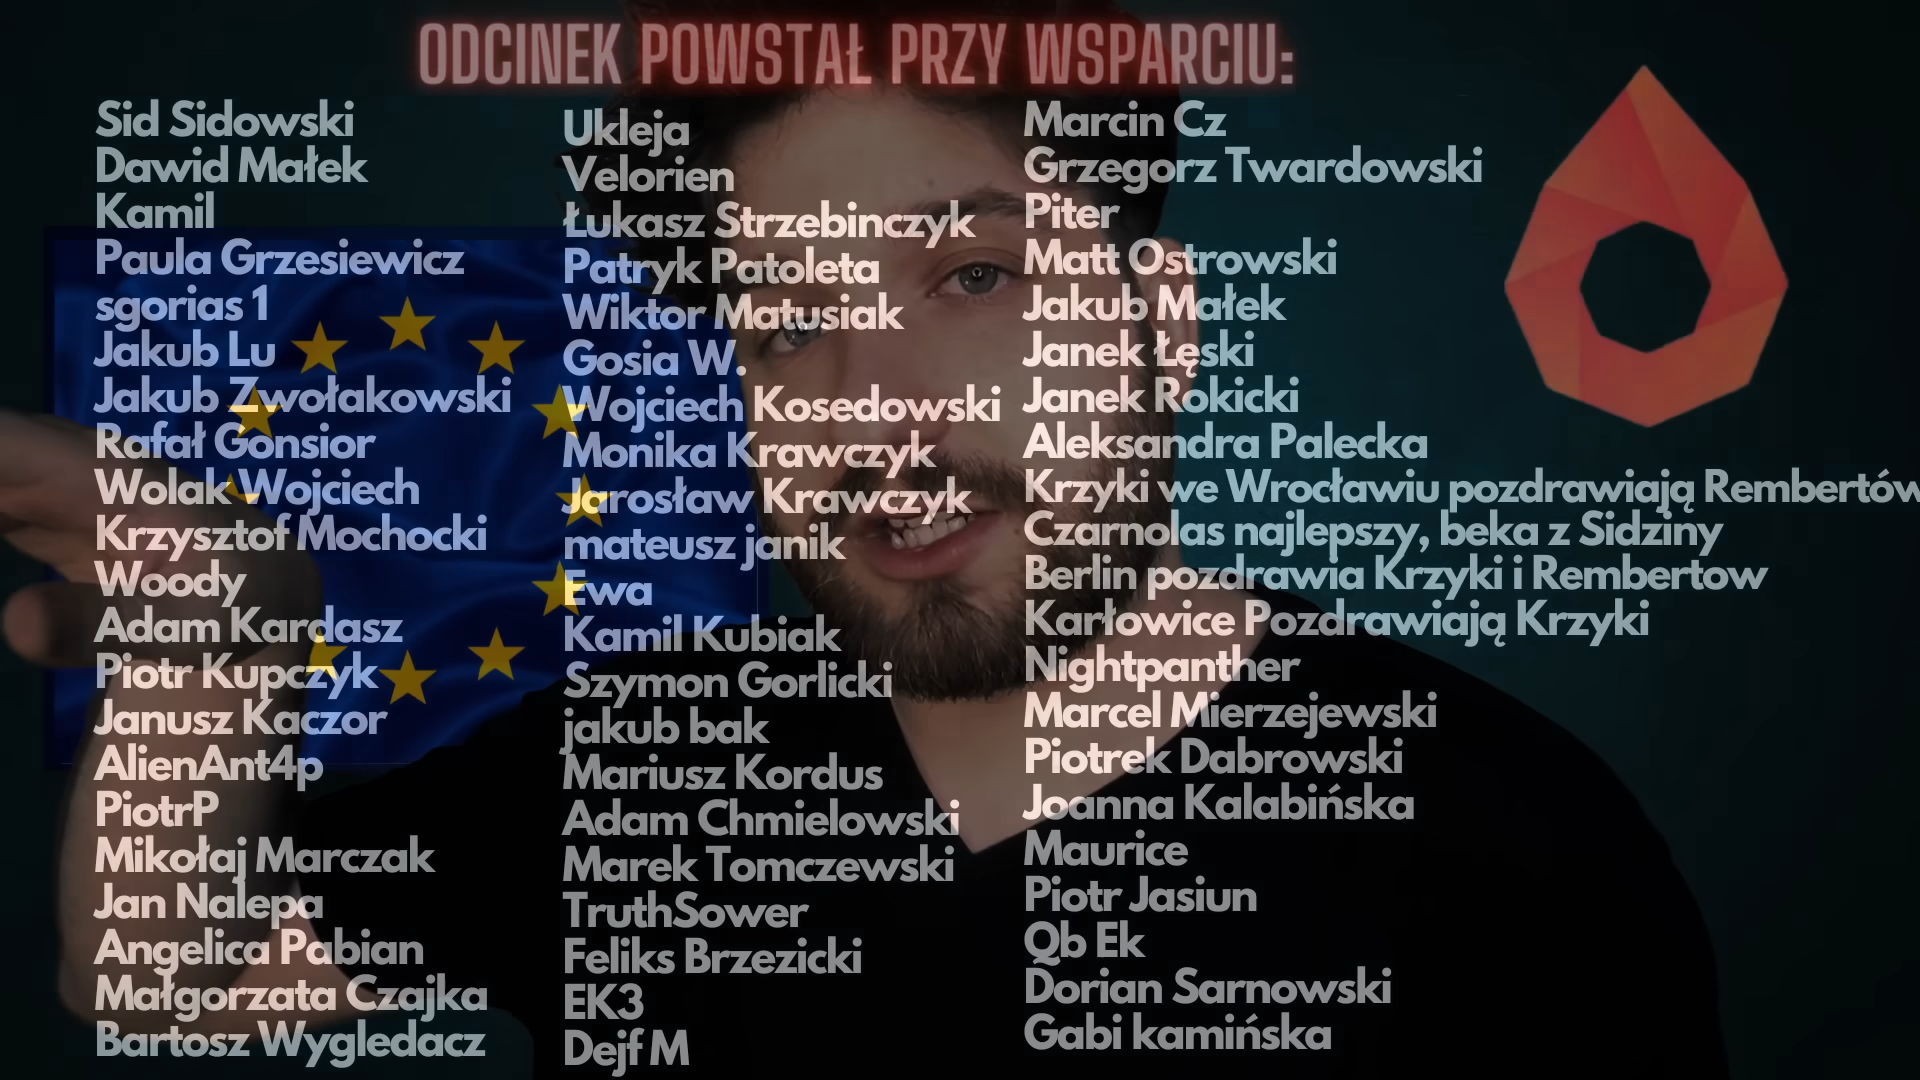 ODCINEK POWSTAŁ PRZY WSPARCIU:
Sid Sidowski
Dawid Małek
Kamil
Paula Grzesiewicz
sgorias 1
Jakub Lu
Jakub Zwołakowski
Rafał Gonsior
Wolak Wojciech
Krzysztof Mochocki
Woody
Adam Kardasz
Piotr Kupczyk
Janusz Kaczor
AlienAnt4p
PiotrP
Mikołaj Marczak
Jan Nalepa
Angelica Pabian
Małgorzata Czajka
Bartosz Wygledacz
Ukleja
Velorien
Łukasz Strzebinczyk
Patryk Patoleta
Wiktor Matusiak
Gosia W.
Wojciech Kosedowski
Monika Krawczyk
Jarosław Krawczyk
mateusz janik
Ewa
Kamil Kubiak
Szymon Gorlicki
jakub bak
Mariusz Kordus
Adam Chmielowski
Marek Tomczewski
TruthSower
Feliks Brzezicki
EK3
Dejf M
Marcin Cz
Grzegorz Twardowski
Piter
Matt Ostrowski
Jakub Małek
Janek Łęski
Janek Rokicki
Aleksandra Palecka
Krzyki we Wrocławiu pozdrawiają Rembertów
Czarnolas najlepszy, beka z Sidziny
Berlin pozdrawia Krzyki i Rembertow
Karłowice Pozdrawiają Krzyki
Nightpanther
Marcel Mierzejewski
Piotrek Dabrowski
Joanna Kalabińska
Maurice
Piotr Jasiun
Qb Ek
Dorian Sarnowski
Gabi kamińska